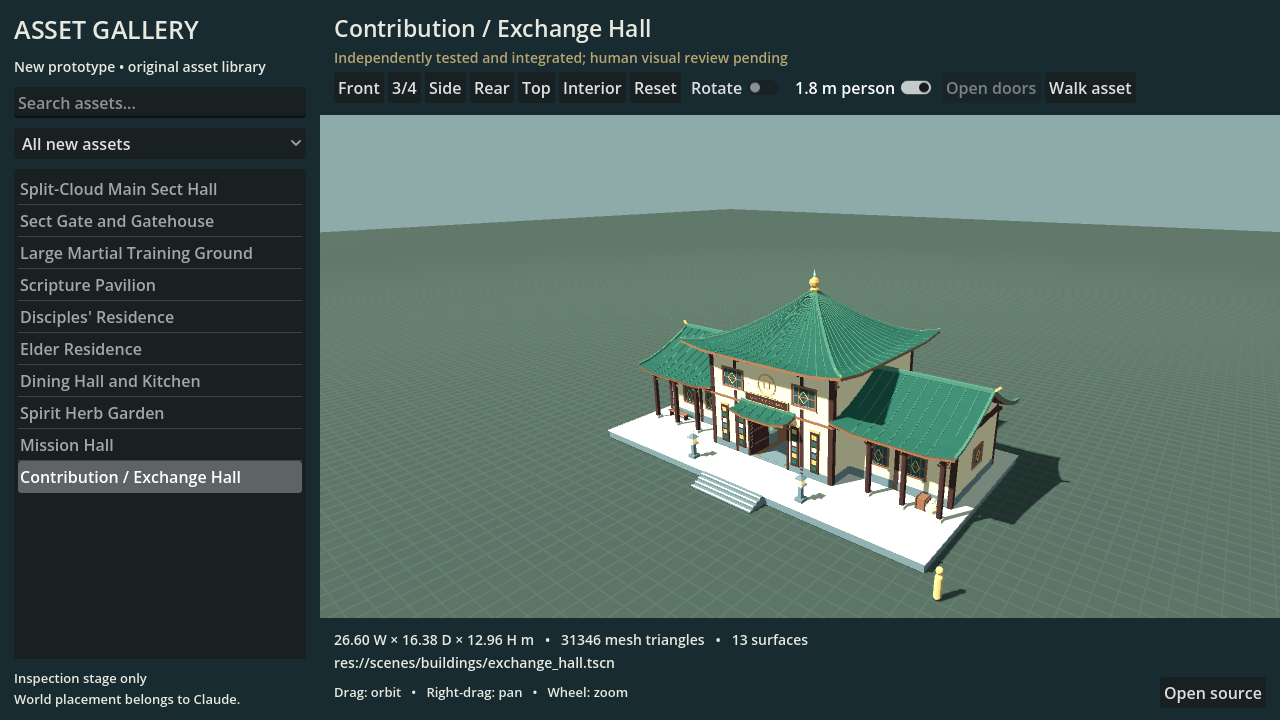 ASSET GALLERY
New prototype • original asset library
Search assets...
All new assets
Split-Cloud Main Sect Hall
Sect Gate and Gatehouse
Large Martial Training Ground
Scripture Pavilion
Disciples' Residence
Elder Residence
Dining Hall and Kitchen
Spirit Herb Garden
Mission Hall
Contribution / Exchange Hall
Inspection stage only
World placement belongs to Claude.
Contribution / Exchange Hall
Independently tested and integrated; human visual review pending
Front 3/4 Side Rear Top Interior Reset Rotate 1.8 m person Open doors Walk asset
26.60 W × 16.38 D × 12.96 H m • 31346 mesh triangles • 13 surfaces
res://scenes/buildings/exchange_hall.tscn
Drag: orbit • Right-drag: pan • Wheel: zoom
Open source